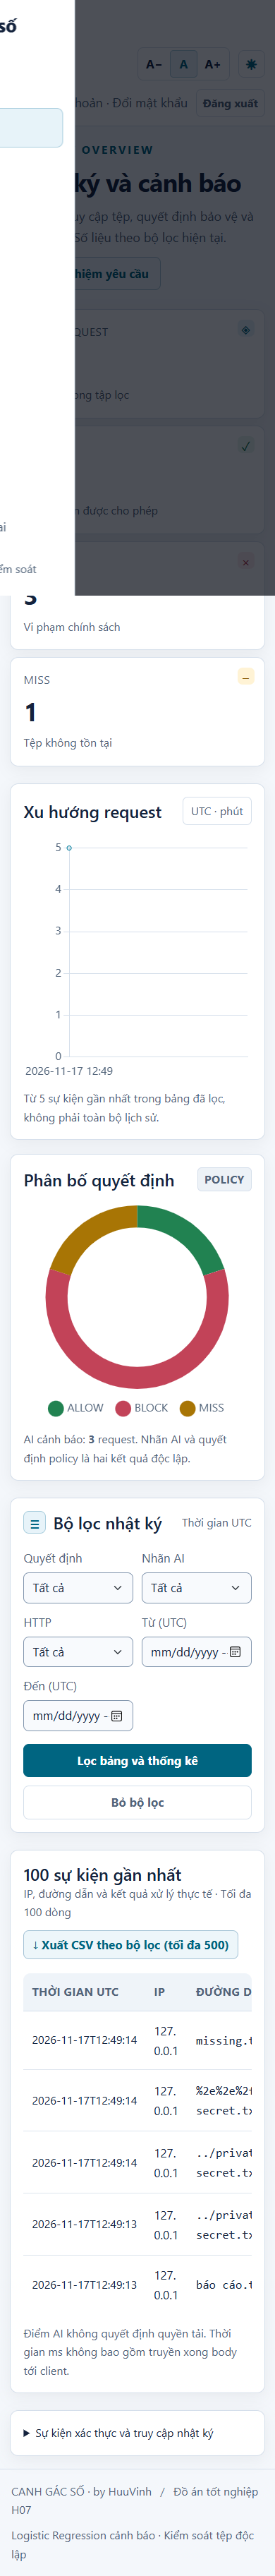 số
A− A A+
hoản · Đổi mật khẩu Đăng xuất
OVERVIEW
ký và cảnh báo
uy cập tệp, quyết định bảo vệ và
Số liệu theo bộ lọc hiện tại.
hiệm yêu cầu
QUEST
ong tập lọc
n được cho phép
ai
ểm soát
3
Vi phạm chính sách
MISS
1
Tệp không tồn tại
Xu hướng request UTC · phút
5
4
3
2
1
0
2026-11-17 12:49
Từ 5 sự kiện gần nhất trong bảng đã lọc,
không phải toàn bộ lịch sử.
Phân bố quyết định POLICY
ALLOW BLOCK MISS
AI cảnh báo: 3 request. Nhãn AI và quyết
định policy là hai kết quả độc lập.
Bộ lọc nhật ký Thời gian UTC
Quyết định Nhãn AI
Tất cả Tất cả
HTTP Từ (UTC)
Tất cả mm/dd/yyyy -
Đến (UTC)
mm/dd/yyyy -
Lọc bảng và thống kê
Bỏ bộ lọc
100 sự kiện gần nhất
IP, đường dẫn và kết quả xử lý thực tế · Tối đa
100 dòng
↓ Xuất CSV theo bộ lọc (tối đa 500)
THỜI GIAN UTC IP ĐƯỜNG D
2026-11-17T12:49:14 127.0.0.1 missing.t
2026-11-17T12:49:14 127.0.0.1 %2e%2e%2f
secret.tx
2026-11-17T12:49:14 127.0.0.1 ../privat
secret.tx
2026-11-17T12:49:13 127.0.0.1 ../privat
secret.tx
2026-11-17T12:49:13 127.0.0.1 báo cáo.t
Điểm AI không quyết định quyền tải. Thời
gian ms không bao gồm truyền xong body
tới client.
▶ Sự kiện xác thực và truy cập nhật ký
CANH GÁC SỐ · by HuuVinh / Đồ án tốt nghiệp
H07
Logistic Regression cảnh báo · Kiểm soát tệp độc
lập